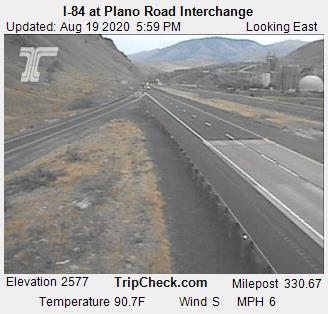 I-84 at Plano Road Interchange
Updated: Aug 19 2020 5:59 PM Looking East
Elevation 2577 TripCheck.com Milepost 330.67
Temperature 90.7F Wind S MPH 6